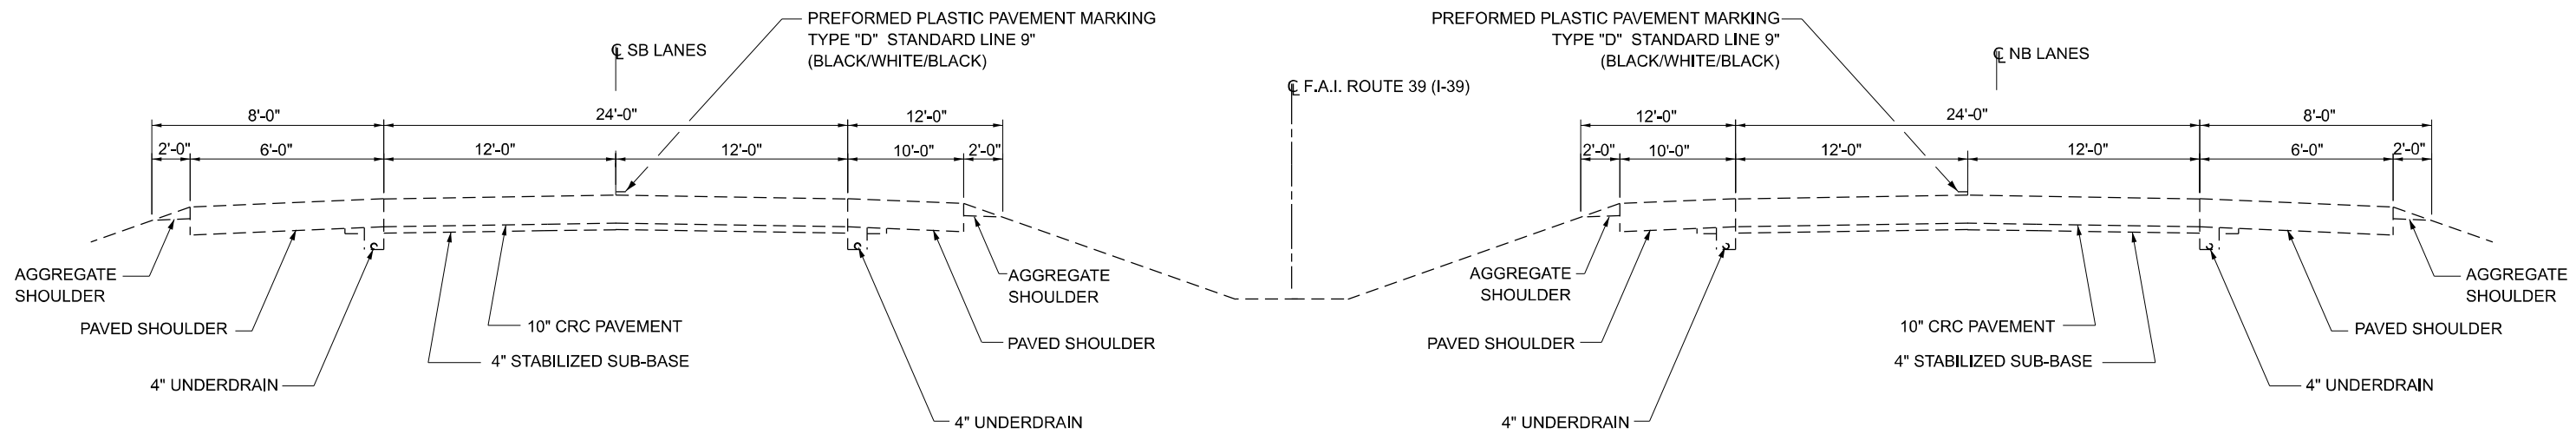 PREFORMED PLASTIC PAVEMENT MARKING
TYPE "D" STANDARD LINE 9"
(BLACK/WHITE/BLACK)
℄ SB LANES
PREFORMED PLASTIC PAVEMENT MARKING
TYPE "D" STANDARD LINE 9"
(BLACK/WHITE/BLACK)
℄ NB LANES
℄ F.A.I. ROUTE 39 (I-39)
8'-0"
24'-0"
12'-0"
12'-0"
24'-0"
8'-0"
2'-0"
6'-0"
12'-0"
12'-0"
10'-0"
2'-0"
2'-0"
10'-0"
12'-0"
12'-0"
6'-0"
2'-0"
AGGREGATE
SHOULDER
AGGREGATE
SHOULDER
AGGREGATE
SHOULDER
AGGREGATE
SHOULDER
PAVED SHOULDER
10" CRC PAVEMENT
PAVED SHOULDER
PAVED SHOULDER
10" CRC PAVEMENT
PAVED SHOULDER
4" STABILIZED SUB-BASE
4" STABILIZED SUB-BASE
4" UNDERDRAIN
4" UNDERDRAIN
4" UNDERDRAIN
4" UNDERDRAIN